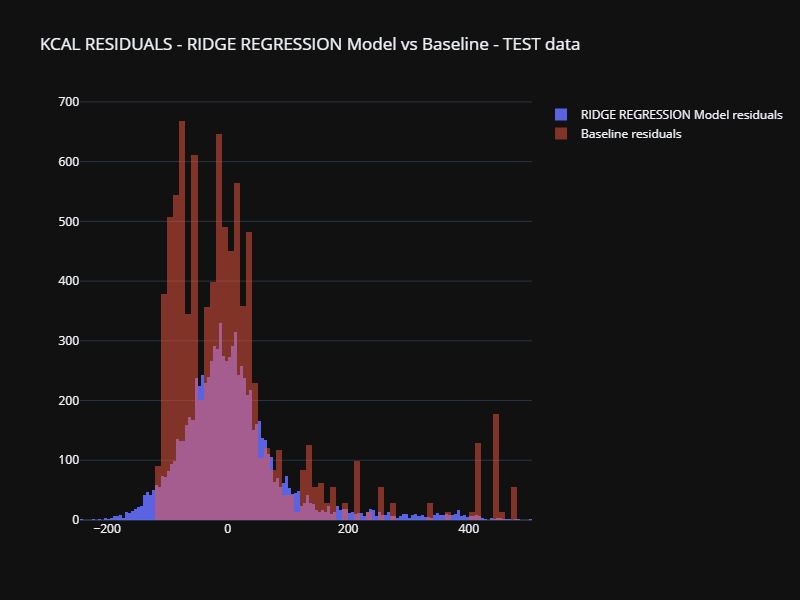 KCAL RESIDUALS - RIDGE REGRESSION Model vs Baseline - TEST data
700
600
500
400
300
200
100
0
−200 0 200 400
RIDGE REGRESSION Model residuals
Baseline residuals